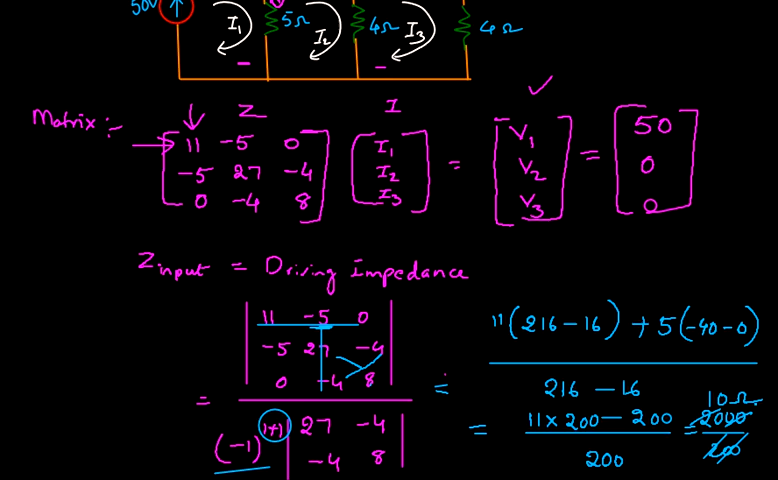 50V I₁ 5Ω I₂ 4Ω I₃ 4Ω
- -
Matrix :- Z I ✓
[11 -5 0] [I₁] [V₁] [50]
[-5 27 -4] [I₂] = [V₂] = [0]
[0 -4 8] [I₃] [V₃] [0]
Zinput = Driving Impedance
|11 -5 0|
|-5 27 -4|
|0 -4 8|
=
(-1)¹⁺¹ |27 -4|
|-4 8|
= 11(216-16) + 5(-40-0)
216 - 16
= 11 × 200 - 200
200
= 2000
200
10Ω